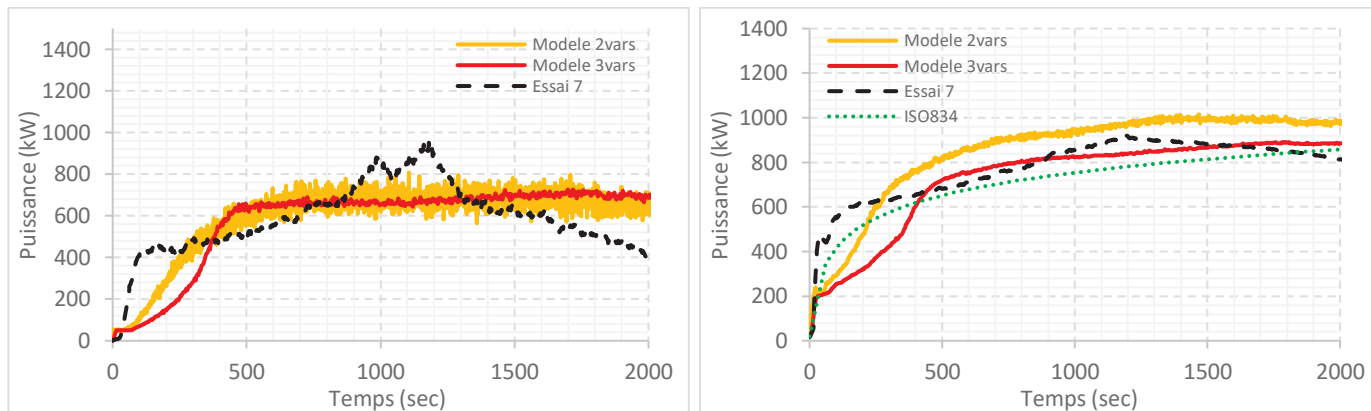 1400
1200
1000
800
600
400
200
0
Puissance (kW)
Modele 2vars
Modele 3vars
Essai 7
0 500 1000 1500 2000
Temps (sec)
1400
1200
1000
800
600
400
200
0
Puissance (kW)
Modele 2vars
Modele 3vars
Essai 7
ISO834
0 500 1000 1500 2000
Temps (sec)